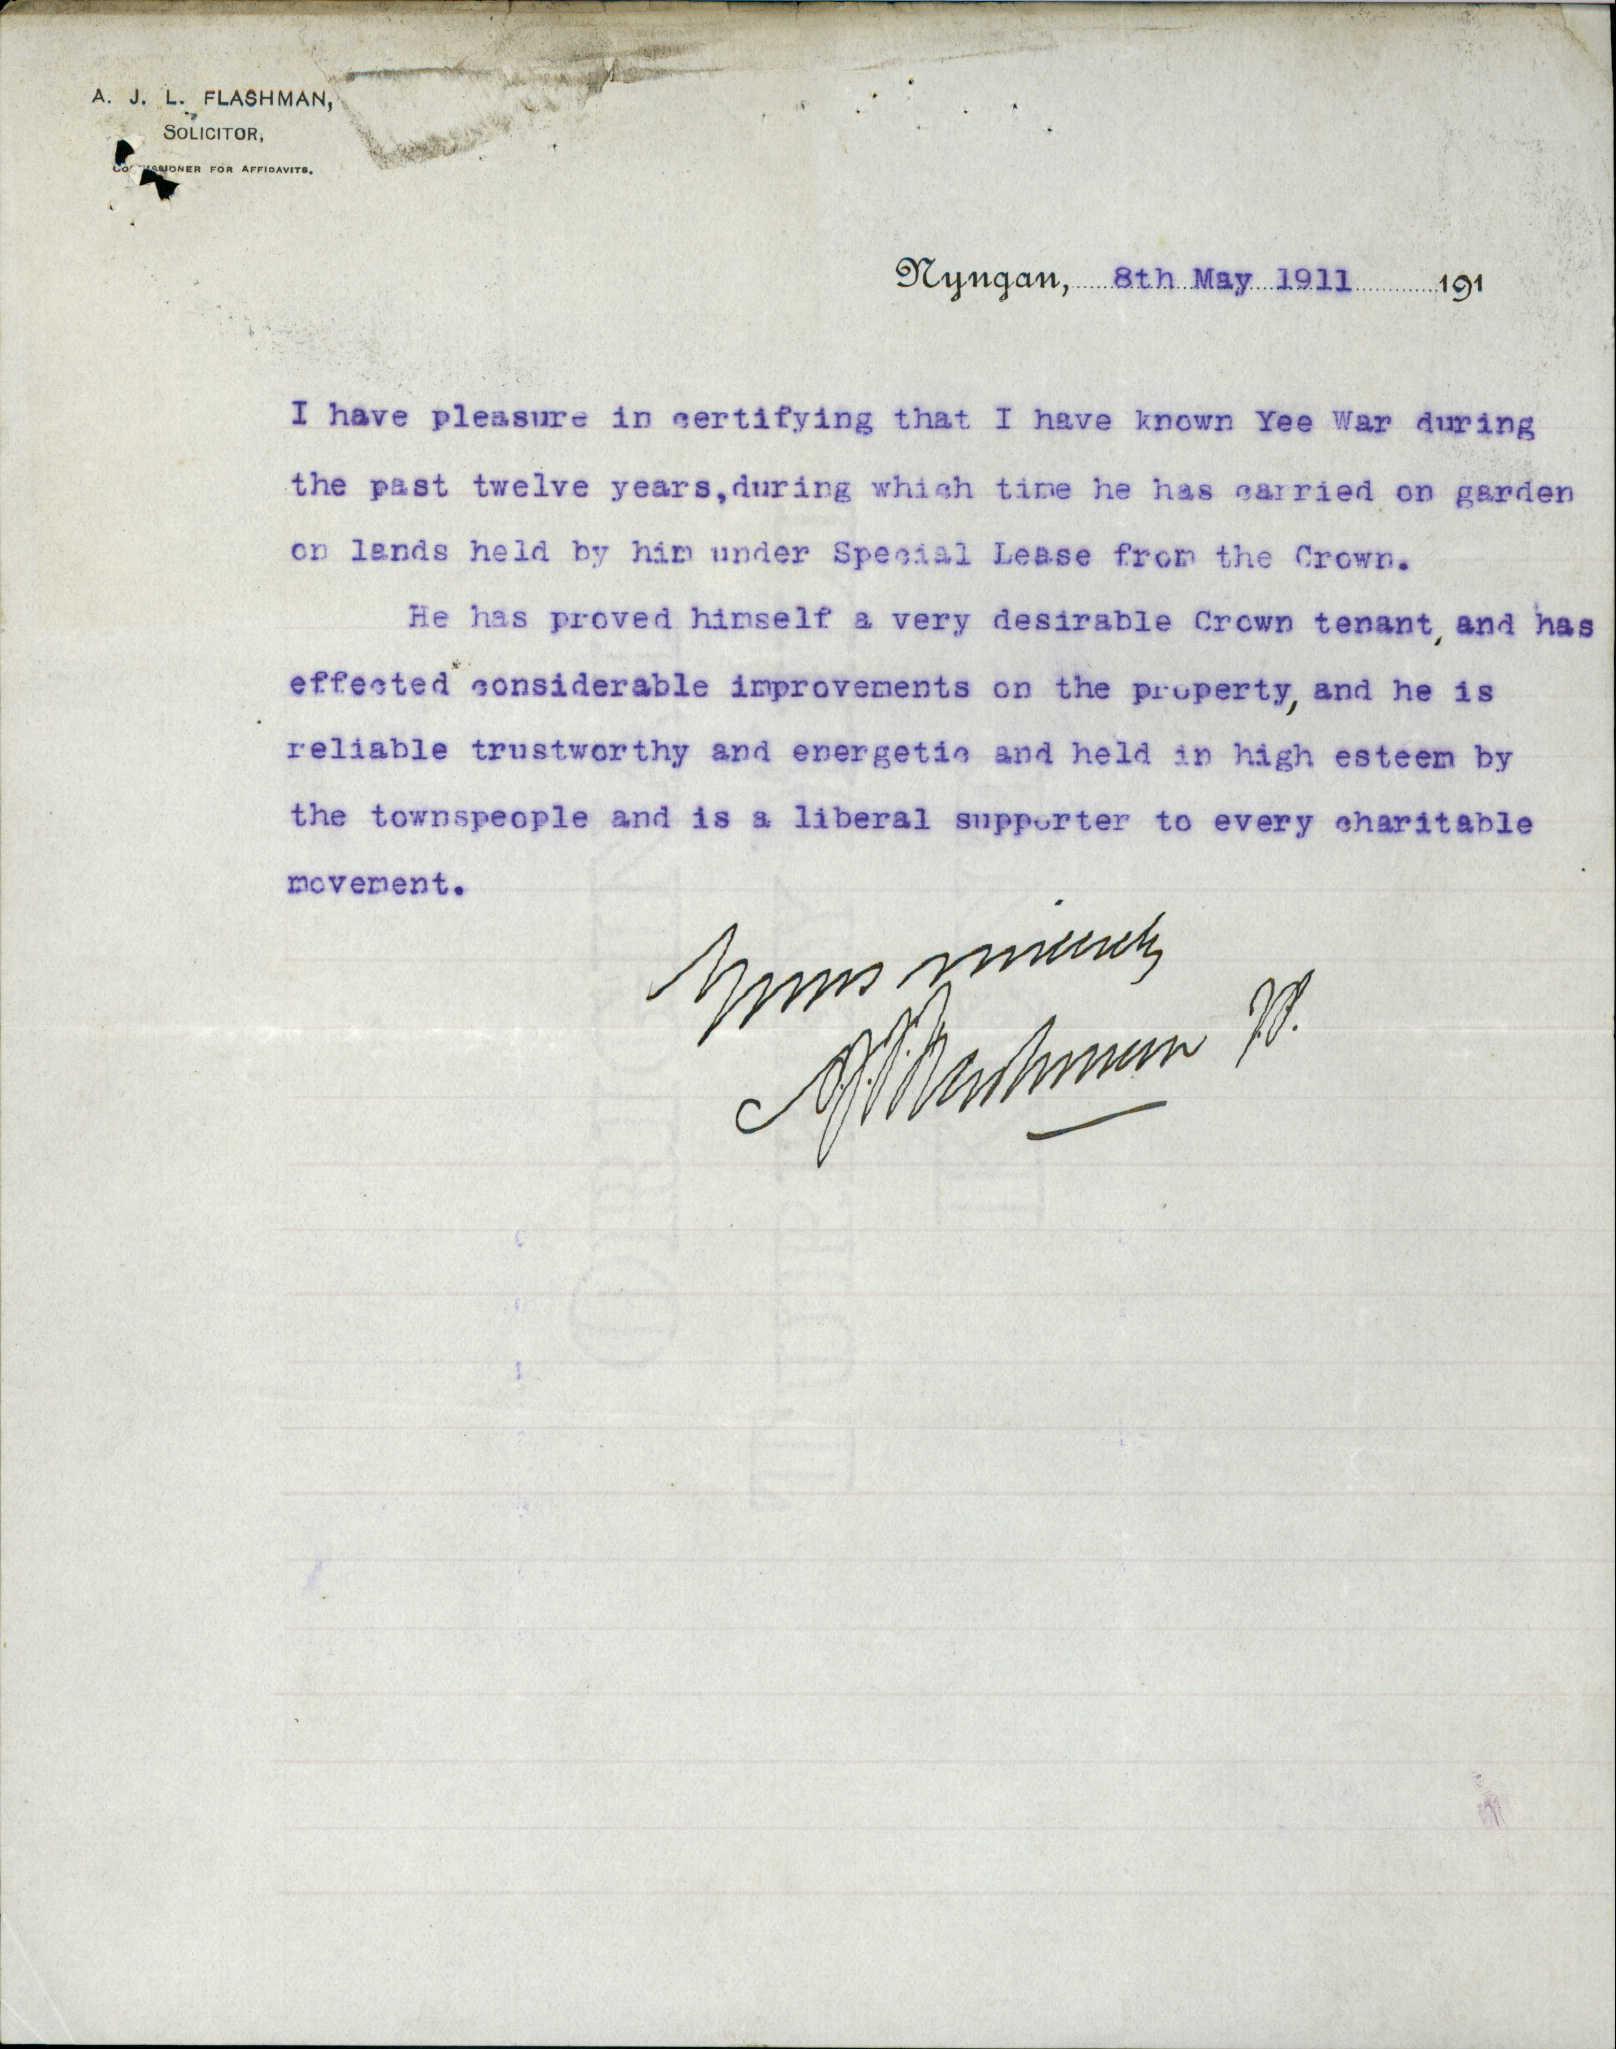 A. J. L. FLASHMAN,
SOLICITOR,
COMMISSIONER FOR AFFIDAVITS.
Nyngan, 8th May 1911 191
I have pleasure in certifying that I have known Yee War during
the past twelve years,during which time he has carried on garden
on lands held by him under Special Lease from the Crown.
He has proved himself a very desirable Crown tenant, and has
effected considerable improvements on the property, and he is
reliable trustworthy and energetic and held in high esteem by
the townspeople and is a liberal supporter to every charitable
movement.
Yours sincerely
Flashman J.P.